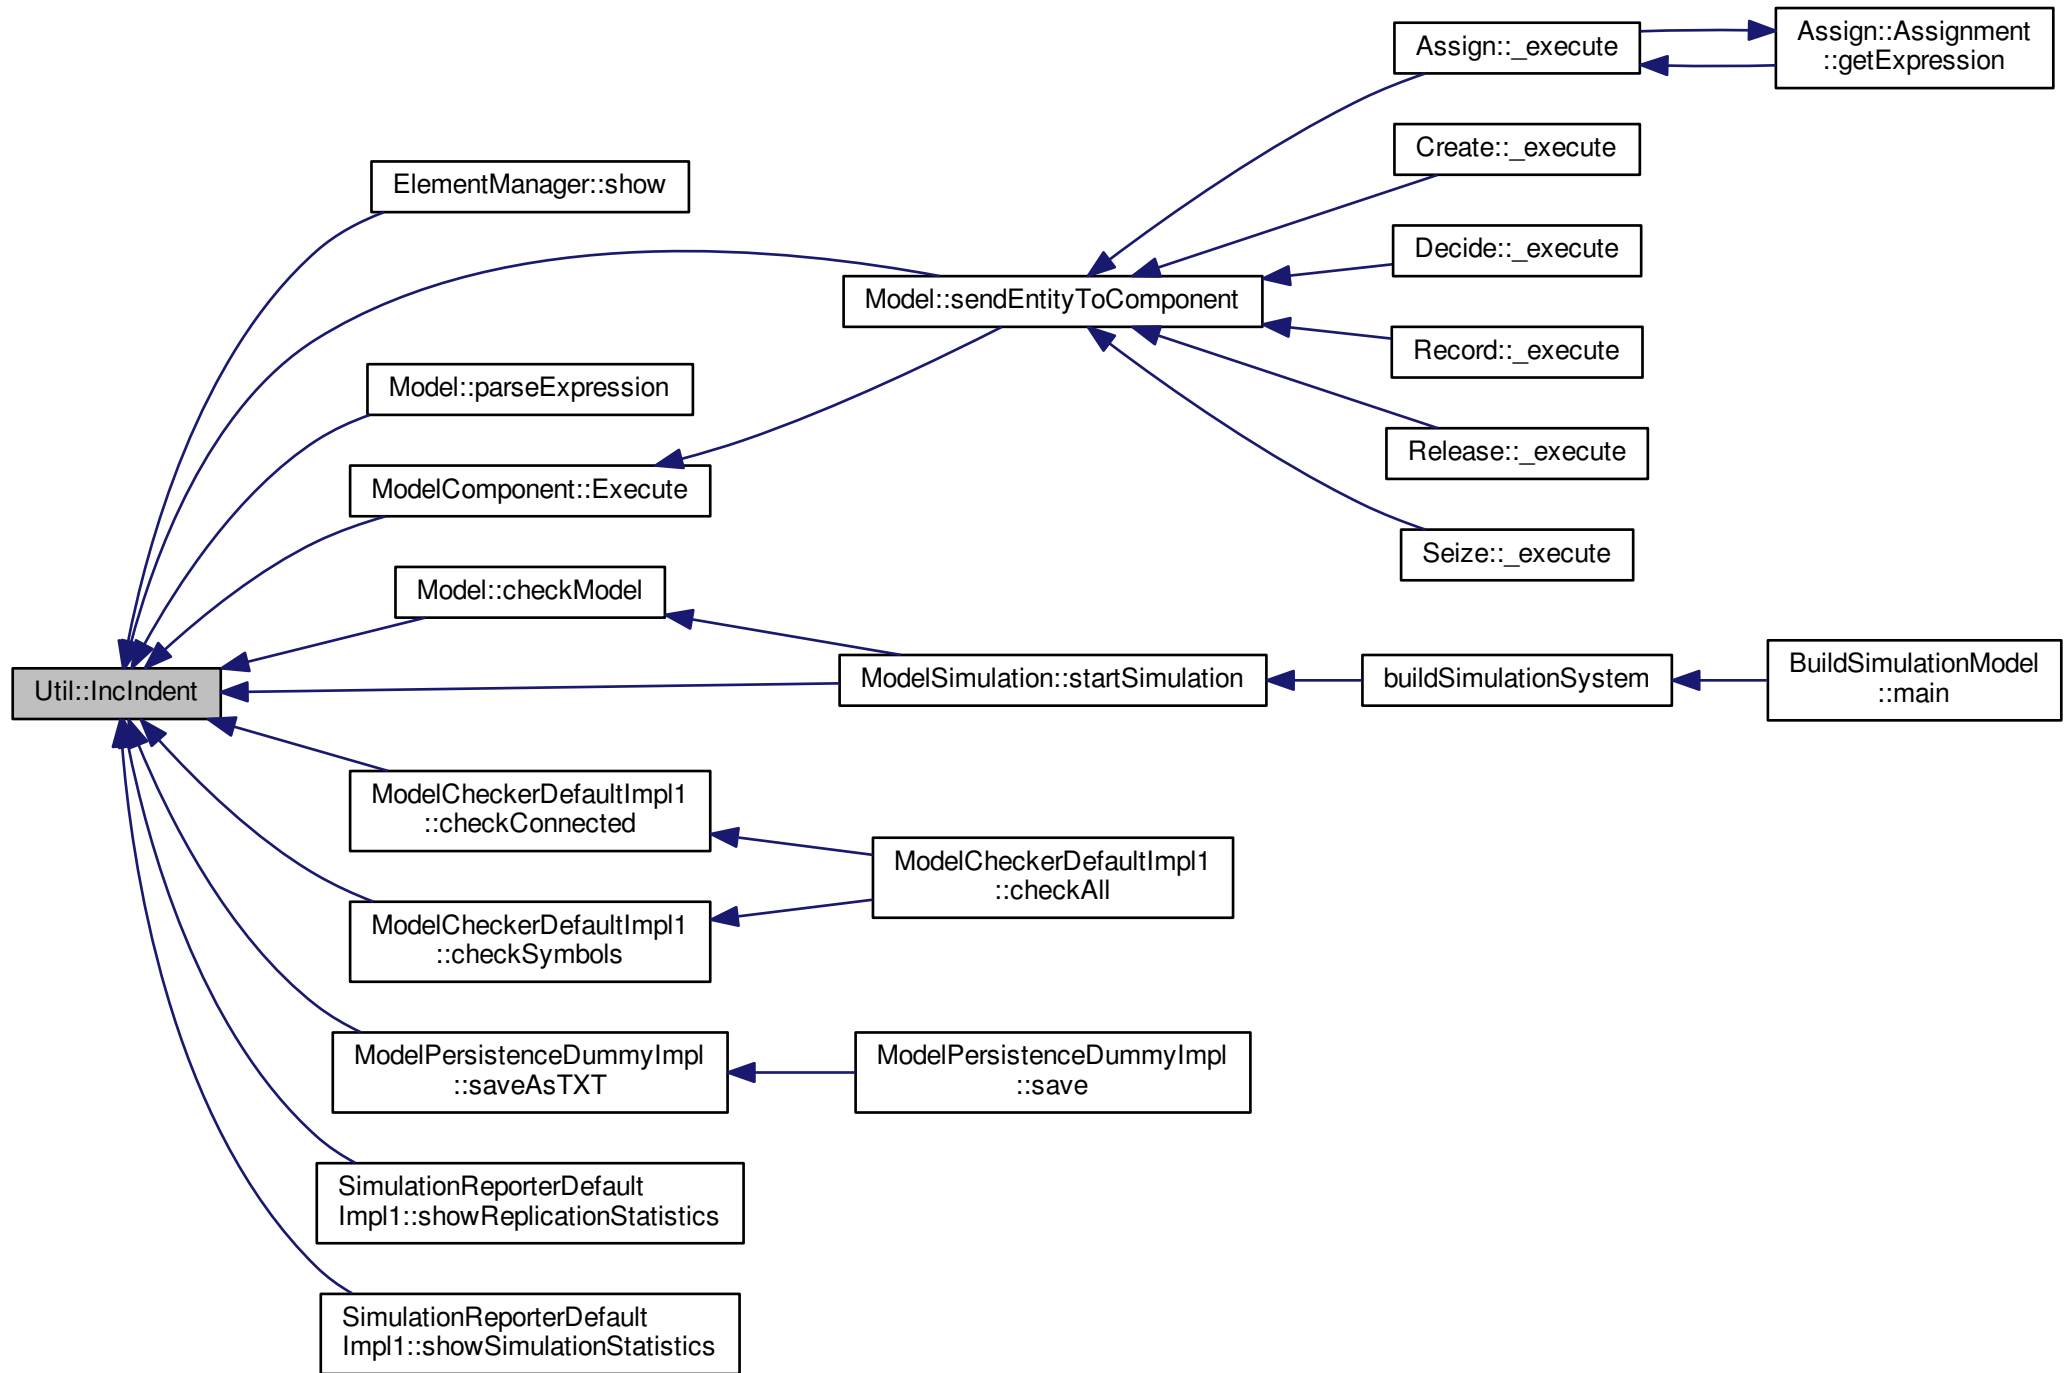 Assign::_execute
Assign::Assignment
::getExpression
Create::_execute
ElementManager::show
Decide::_execute
Model::sendEntityToComponent
Record::_execute
Model::parseExpression
Release::_execute
ModelComponent::Execute
Seize::_execute
Model::checkModel
Util::IncIndent
ModelSimulation::startSimulation
buildSimulationSystem
BuildSimulationModel
::main
ModelCheckerDefaultImpl1
::checkConnected
ModelCheckerDefaultImpl1
::checkAll
ModelCheckerDefaultImpl1
::checkSymbols
ModelPersistenceDummyImpl
::saveAsTXT
ModelPersistenceDummyImpl
::save
SimulationReporterDefault
Impl1::showReplicationStatistics
SimulationReporterDefault
Impl1::showSimulationStatistics